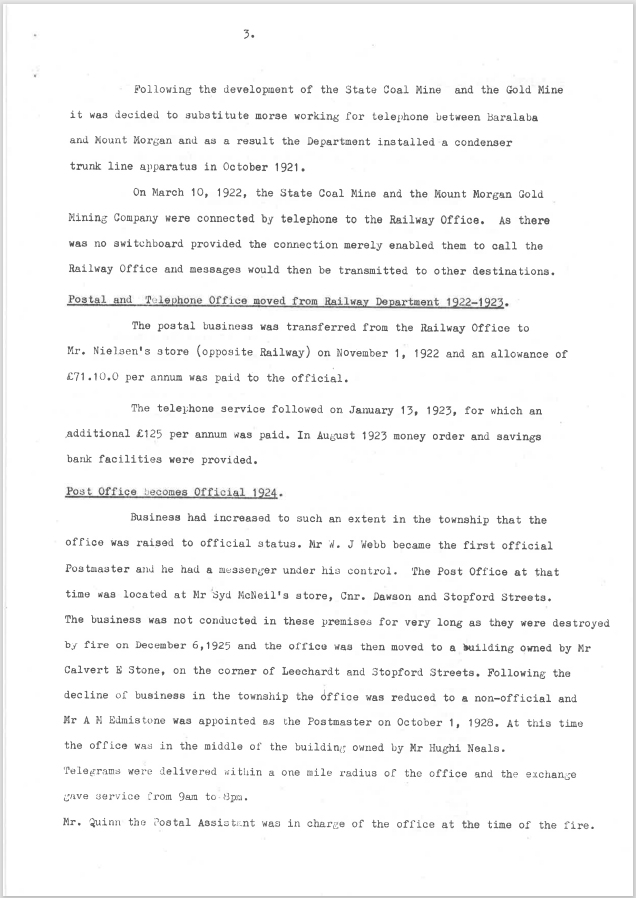 3.
Following the development of the State Coal Mine and the Gold Mine
it was decided to substitute morse working for telephone between Baralaba
and Mount Morgan and as a result the Department installed a condenser
trunk line apparatus in October 1921.
On March 10, 1922, the State Coal Mine and the Mount Morgan Gold
Mining Company were connected by telephone to the Railway Office. As there
was no switchboard provided the connection merely enabled them to call the
Railway Office and messages would then be transmitted to other destinations.
Postal and Telephone Office moved from Railway Department 1922-1923.
The postal business was transferred from the Railway Office to
Mr. Nielsen's store (opposite Railway) on November 1, 1922 and an allowance of
£71.10.0 per annum was paid to the official.
The telephone service followed on January 13, 1923, for which an
additional £125 per annum was paid. In August 1923 money order and savings
bank facilities were provided.
Post Office becomes Official 1924.
Business had increased to such an extent in the township that the
office was raised to official status. Mr W. J Webb became the first official
Postmaster and he had a messenger under his control. The Post Office at that
time was located at Mr Syd McNeil's store, Cnr. Dawson and Stopford Streets.
The business was not conducted in these premises for very long as they were destroyed
by fire on December 6,1925 and the office was then moved to a building owned by Mr
Calvert E Stone, on the corner of Leechardt and Stopford Streets. Following the
decline of business in the township the office was reduced to a non-official and
Mr A M Edmistone was appointed as the Postmaster on October 1, 1928. At this time
the office was in the middle of the building owned by Mr Hughi Neals.
Telegrams were delivered within a one mile radius of the office and the exchange
gave service from 9am to 8pm.
Mr. Quinn the Postal Assistant was in charge of the office at the time of the fire.